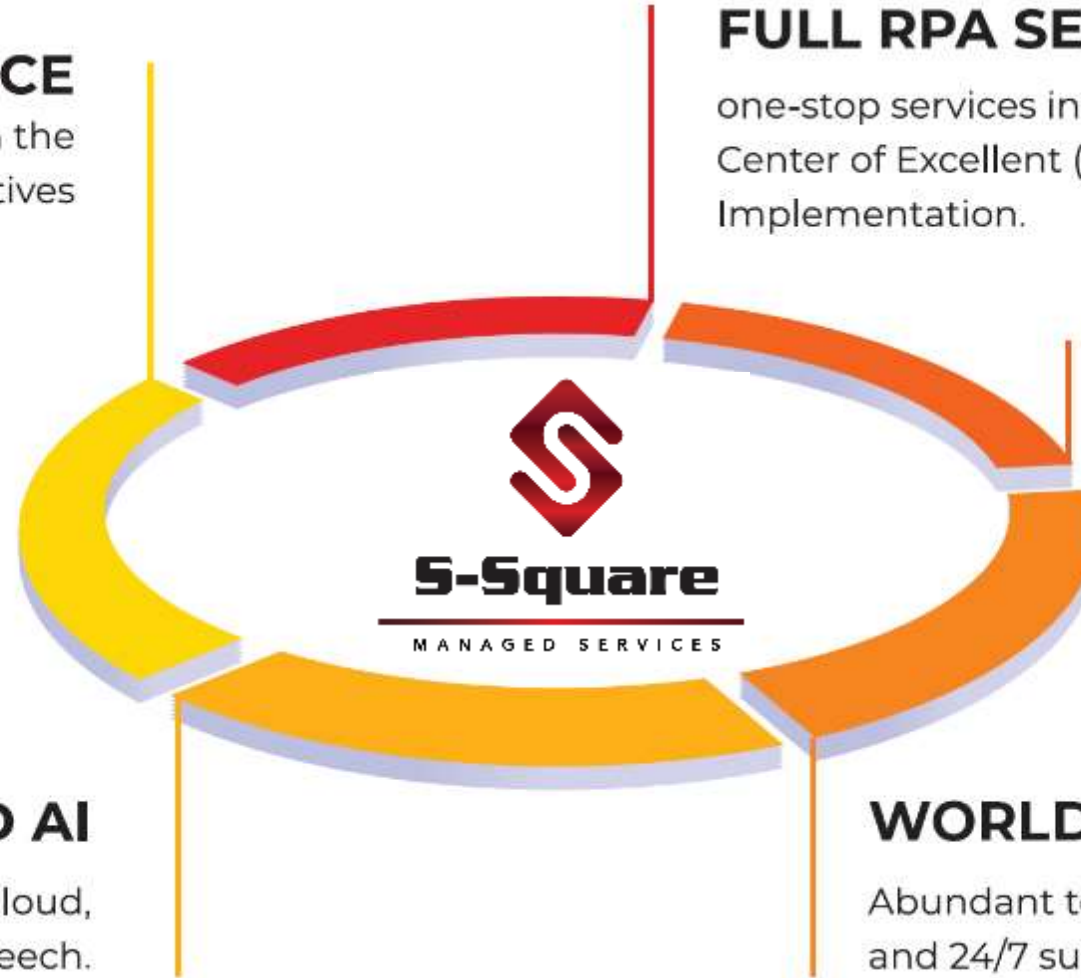 CE
the
tives
FULL RPA SE
one-stop services in
Center of Excellent (
Implementation.
S-Square
MANAGED SERVICES
AI
loud,
eech.
WORLD
Abundant te
and 24/7 su